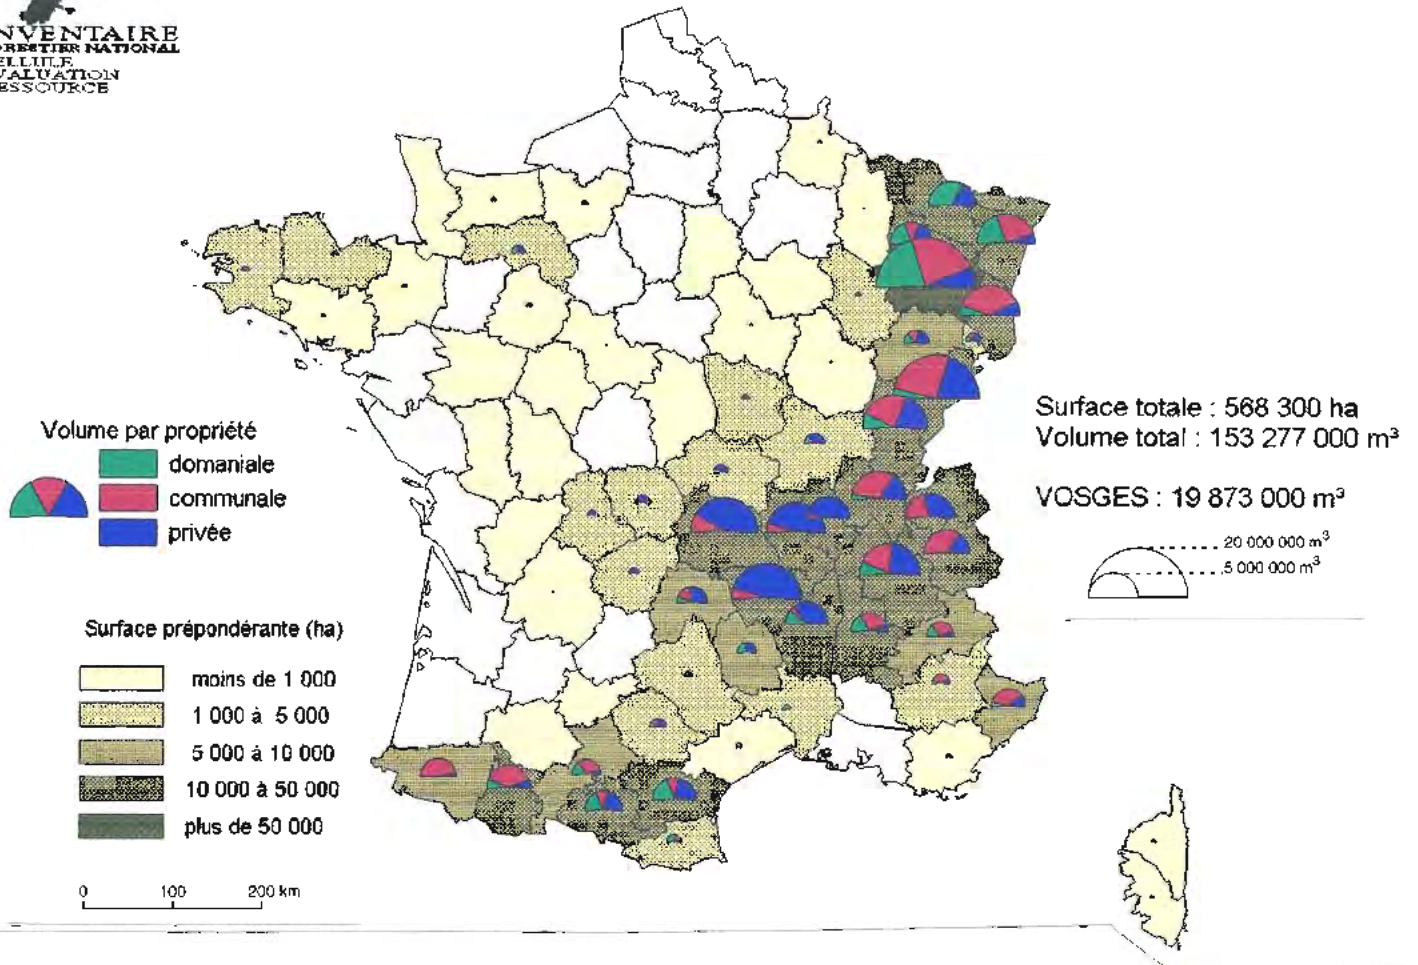 NVENTAIRE
ORESTIER NATIONAL
ELLULE
VALUATION
ESSOURCE
Volume par propriété
domaniale
communale
privée
Surface totale : 568 300 ha
Volume total : 153 277 000 m³
VOSGES : 19 873 000 m³
20 000 000 m³
5 000 000 m³
Surface prépondérante (ha)
moins de 1 000
1 000 à 5 000
5 000 à 10 000
10 000 à 50 000
plus de 50 000
0 100 200 km